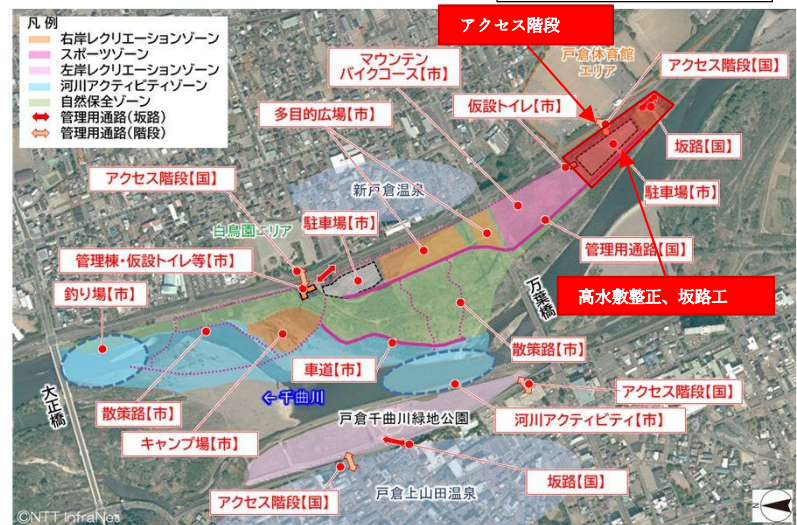 凡例
右岸レクリエーションゾーン
スポーツゾーン
左岸レクリエーションゾーン
河川アクティビティゾーン
自然保全ゾーン
管理用通路(坂路)
管理用通路(階段)
アクセス階段
戸倉体育館
エリア
アクセス階段【国】
マウンテン
バイクコース【市】
仮設トイレ【市】
多目的広場【市】
坂路【国】
アクセス階段【国】
新戸倉温泉
駐車場【市】
駐車場【市】
白鳥園エリア
管理用通路【国】
管理棟・仮設トイレ等【市】
釣り場【市】
高水敷整正、坂路工
万葉橋
散策路【市】
車道【市】
アクセス階段【国】
大正橋
←千曲川
散策路【市】
戸倉千曲川緑地公園
河川アクティビティ【市】
キャンプ場【市】
坂路【国】
アクセス階段【国】
戸倉上山田温泉
©NTT InfraNet
N